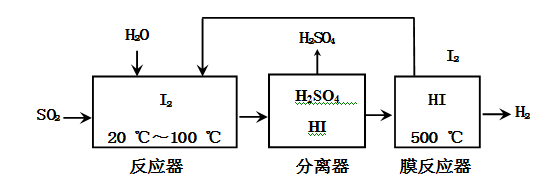 H₂O
H₂SO₄
I₂
SO₂
I₂
20 ℃～100 ℃
H₂SO₄
HI
HI
500 ℃
H₂
反应器
分离器
膜反应器